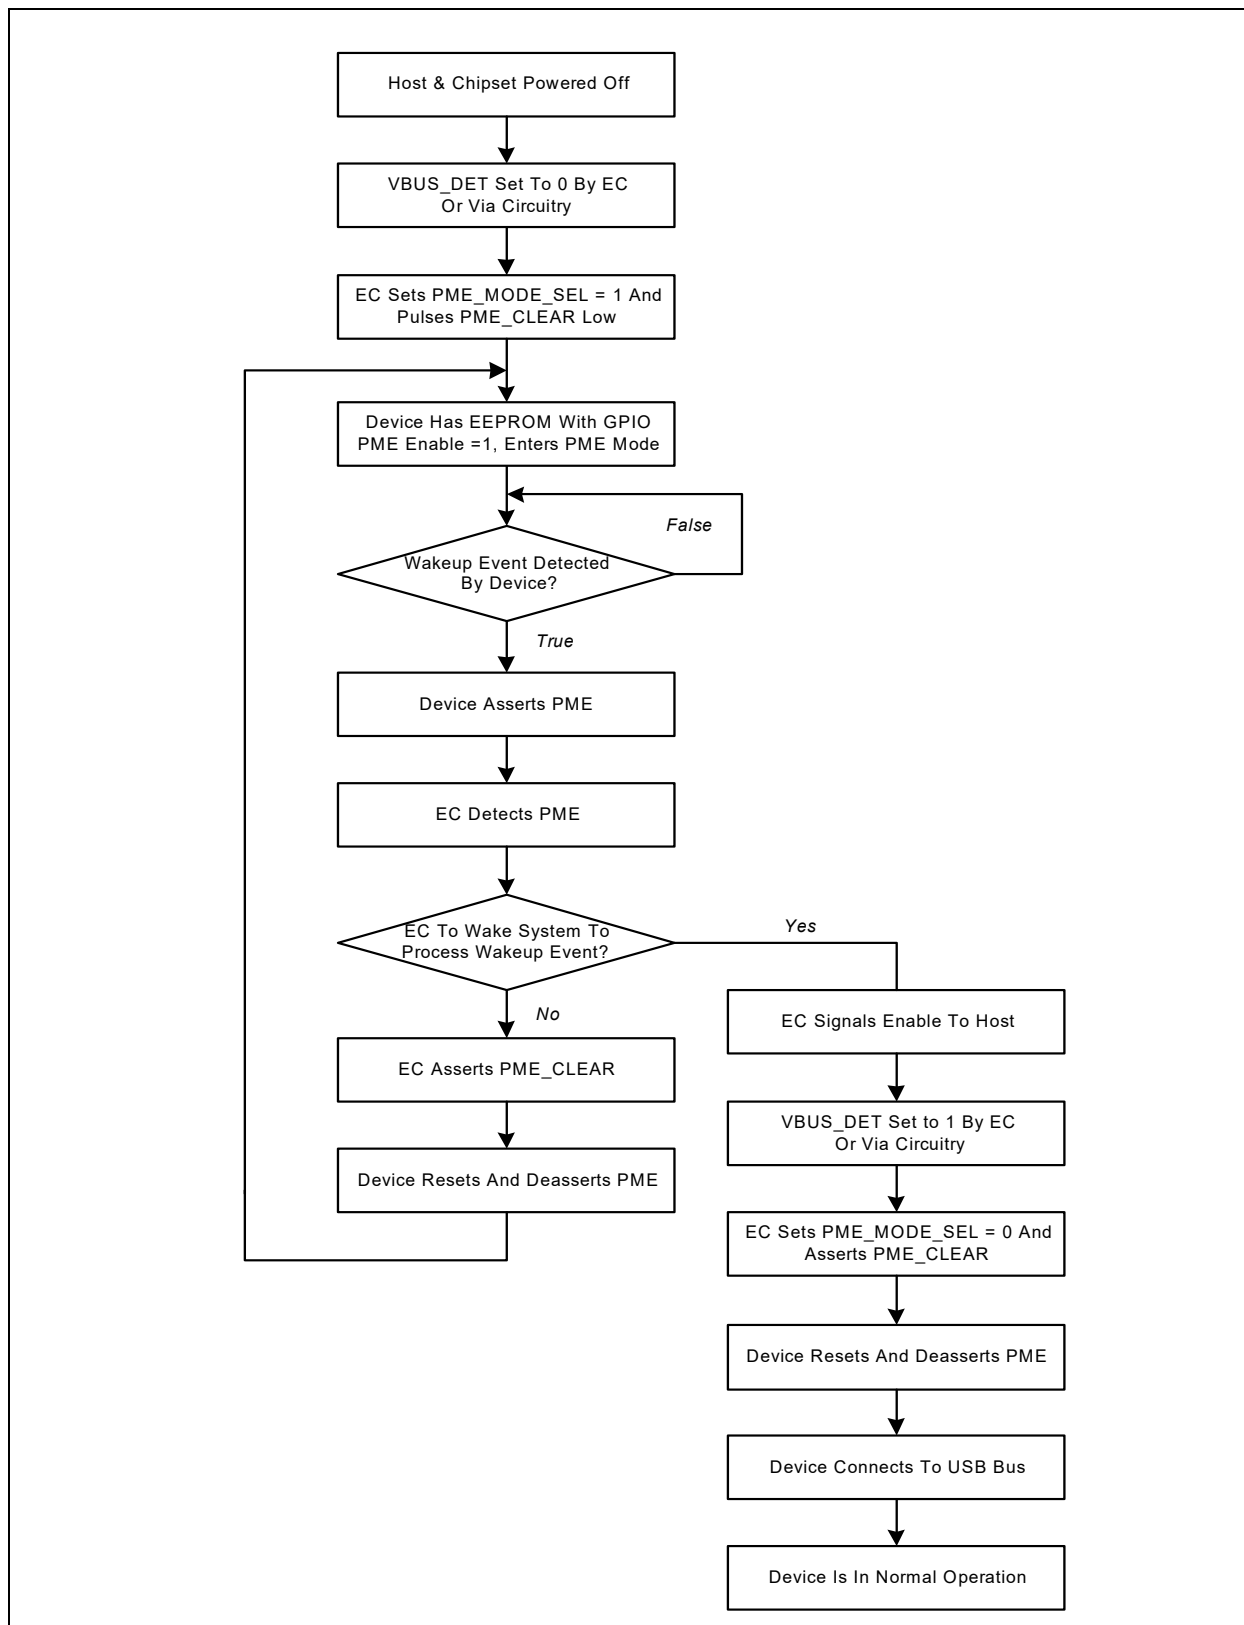 Host & Chipset Powered Off
VBUS_DET Set To 0 By EC
Or Via Circuitry
EC Sets PME_MODE_SEL = 1 And
Pulses PME_CLEAR Low
Device Has EEPROM With GPIO
PME Enable =1, Enters PME Mode
False
Wakeup Event Detected
By Device?
True
Device Asserts PME
EC Detects PME
EC To Wake System To
Process Wakeup Event?
Yes
No
EC Asserts PME_CLEAR
Device Resets And Deasserts PME
EC Signals Enable To Host
VBUS_DET Set to 1 By EC
Or Via Circuitry
EC Sets PME_MODE_SEL = 0 And
Asserts PME_CLEAR
Device Resets And Deasserts PME
Device Connects To USB Bus
Device Is In Normal Operation